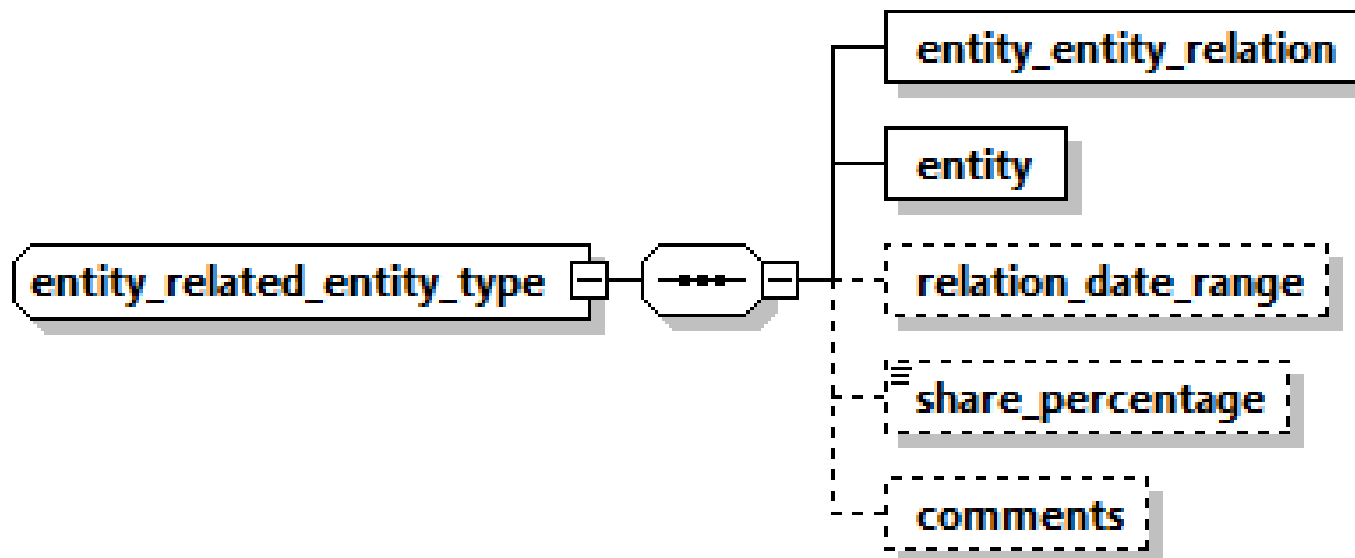 entity_entity_relation
entity
entity_related_entity_type
relation_date_range
share_percentage
comments